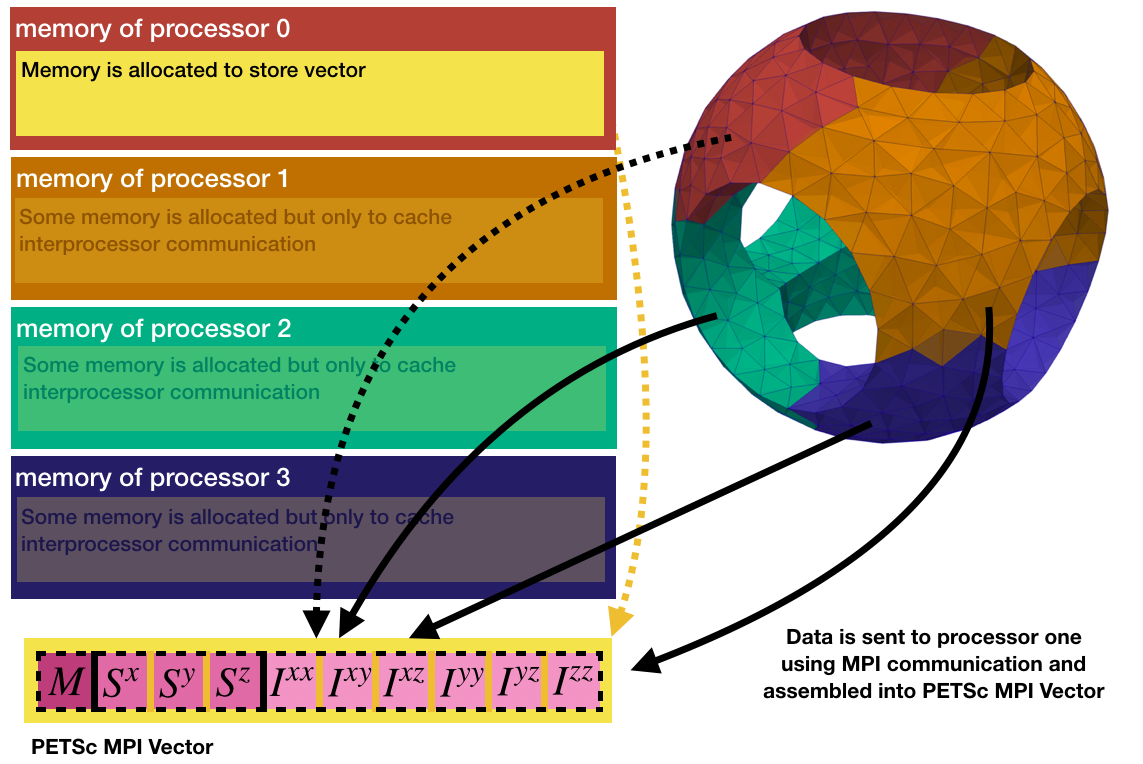 memory of processor 0
Memory is allocated to store vector
memory of processor 1
Some memory is allocated but only to cache
interprocessor communication
memory of processor 2
Some memory is allocated but only to cache
interprocessor communication
memory of processor 3
Some memory is allocated but only to cache
interprocessor communication
M S^x S^y S^z I^xx I^xy I^xz I^yy I^yz I^zz
PETSc MPI Vector
Data is sent to processor one
using MPI communication and
assembled into PETSc MPI Vector